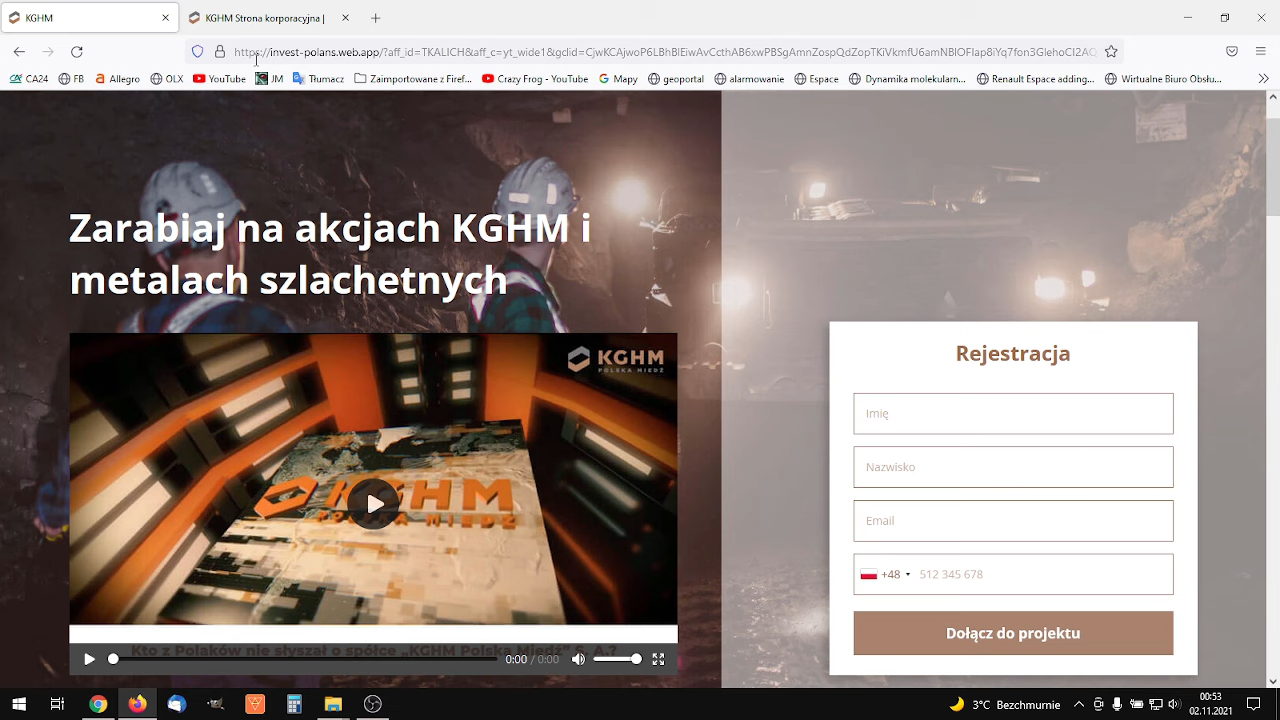 KGHM
KGHM Strona korporacyjna |
https://invest-polans.web.app/?aff_id=TKALICH&aff_c=yt_wide1&gclid=
CA24
FB
Allegro
OLX
YouTube
JM
Tłumacz
Zaimportowane z Firef...
Crazy Frog - YouTube
Mapy
geoportal
alarmowanie
Espace
Dynamika molekularn...
Renault Espace adding...
Wirtualne Biuro Obsłu...
Zarabiaj na akcjach KGHM i
metalach szlachetnych
KGHM
POLSKA MIEDŹ
KGHM
POLSKA MIEDŹ
Kto z Polaków nie słyszał o spółce „KGHM Polska Miedź” S. A.?
0:00 / 0:00
Rejestracja
Imię
Nazwisko
Email
+48
512 345 678
Dołącz do projektu
3°C Bezchmurnie
00:53
02.11.2021